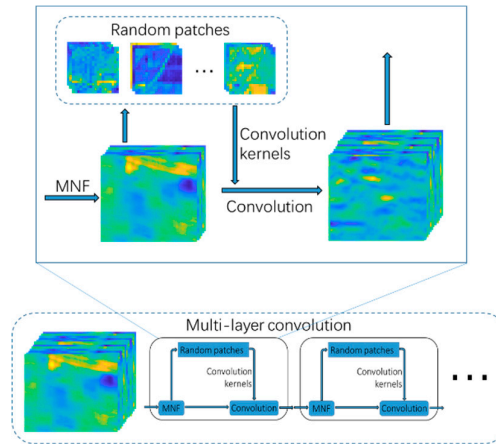 Random patches
...
MNF
Convolution
kernels
Convolution
Multi-layer convolution
Random patches
Convolution
kernels
MNF
Convolution
Random patches
Convolution
kernels
MNF
Convolution
...